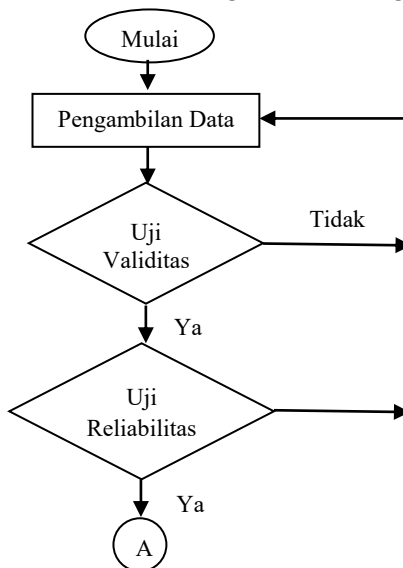 Mulai
Pengambilan Data
Uji
Validitas
Tidak
Ya
Uji
Reliabilitas
Ya
A